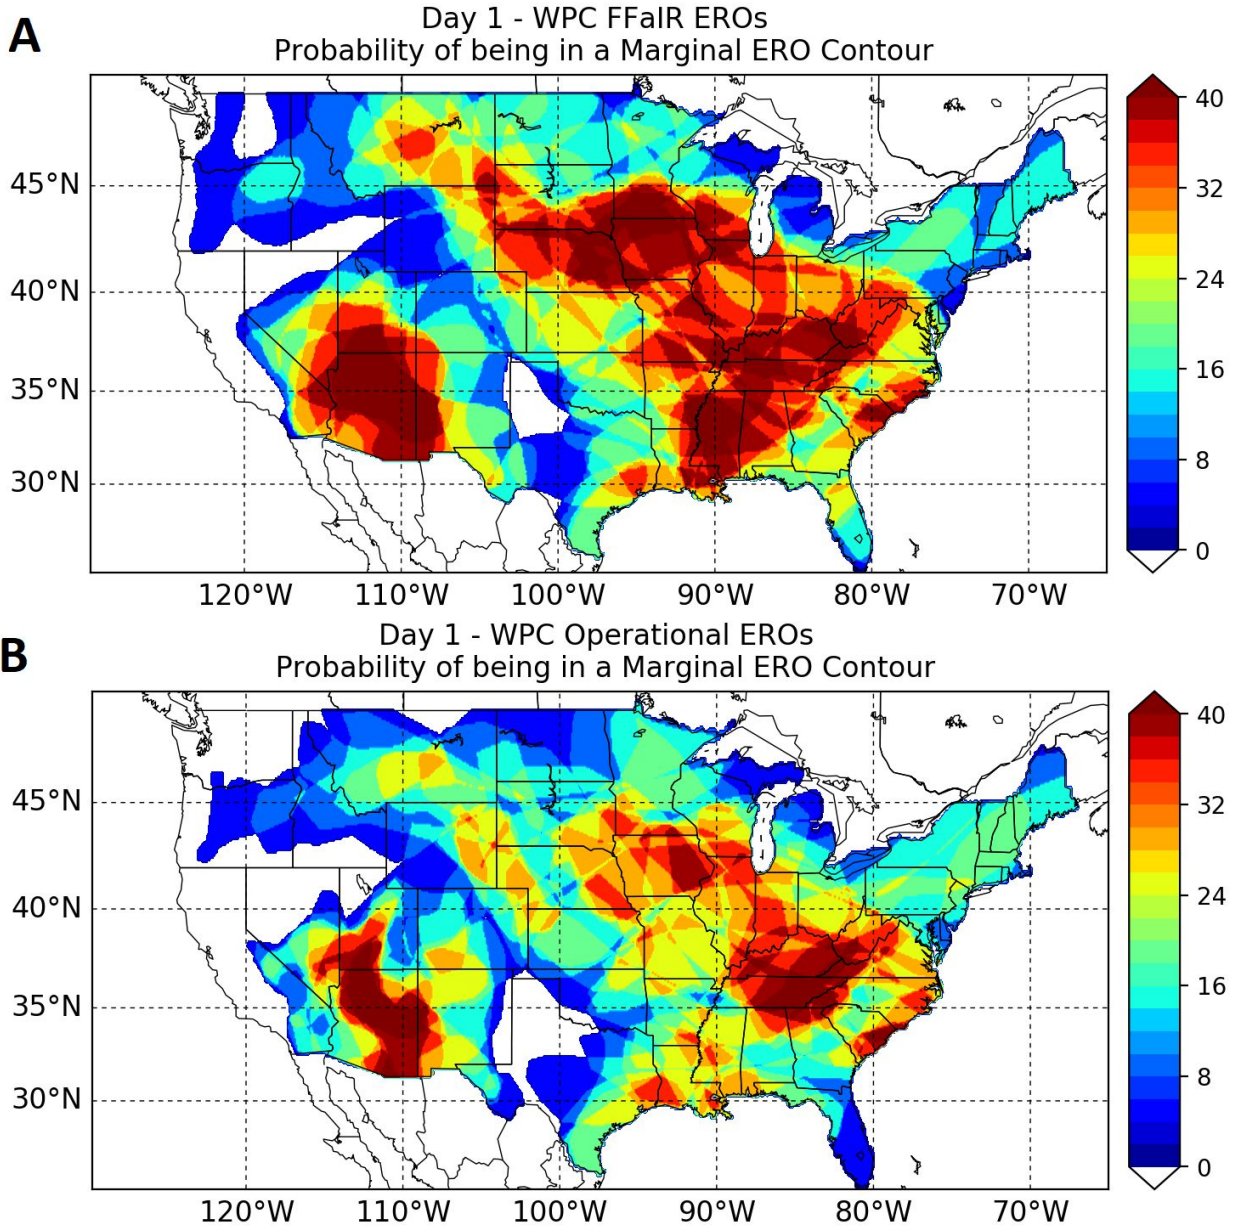 A
Day 1 - WPC FFaIR EROs
Probability of being in a Marginal ERO Contour
45°N
40°N
35°N
30°N
120°W 110°W 100°W 90°W 80°W 70°W
40
32
24
16
8
0
B
Day 1 - WPC Operational EROs
Probability of being in a Marginal ERO Contour
45°N
40°N
35°N
30°N
120°W 110°W 100°W 90°W 80°W 70°W
40
32
24
16
8
0